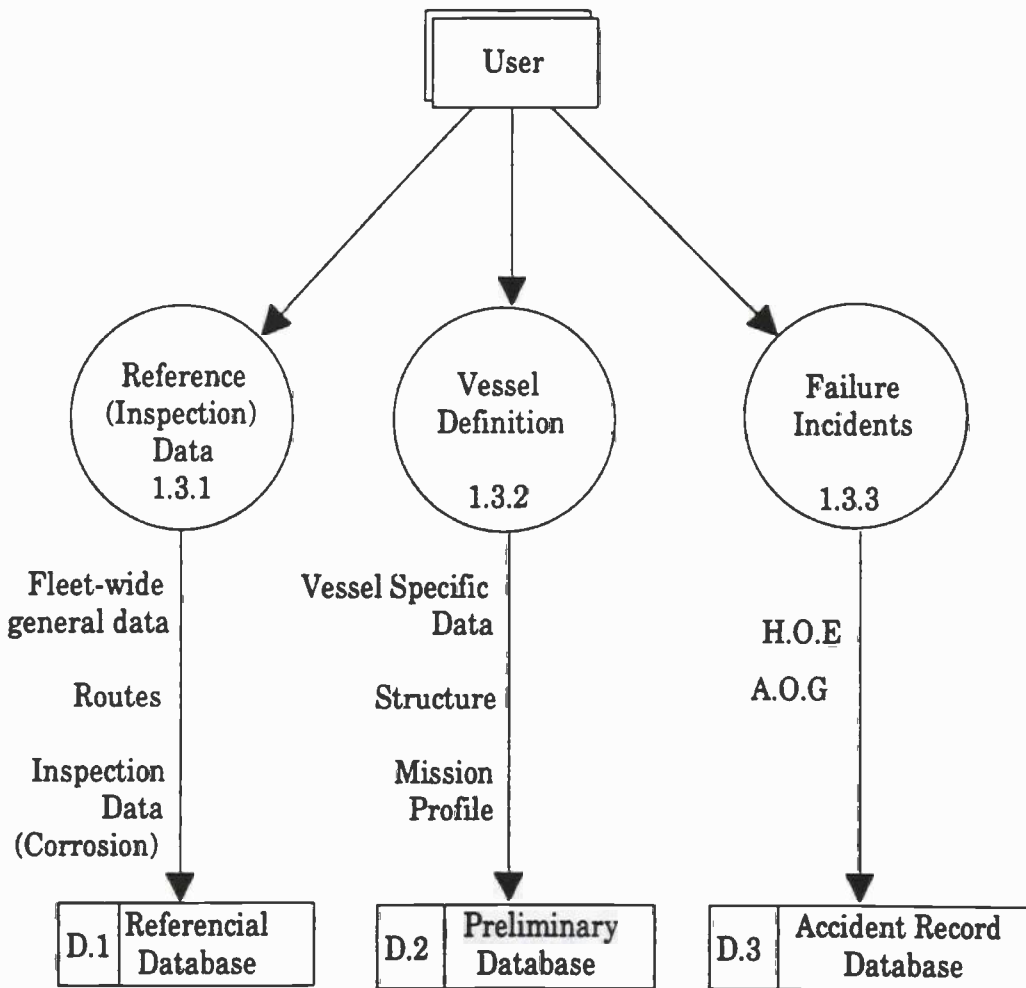 User
Reference
(Inspection)
Data
1.3.1
Vessel
Definition
1.3.2
Failure
Incidents
1.3.3
Fleet-wide
general data
Routes
Inspection
Data
(Corrosion)
Vessel Specific
Data
Structure
Mission
Profile
H.O.E
A.O.G
D.1
Referencial
Database
D.2
Preliminary
Database
D.3
Accident Record
Database